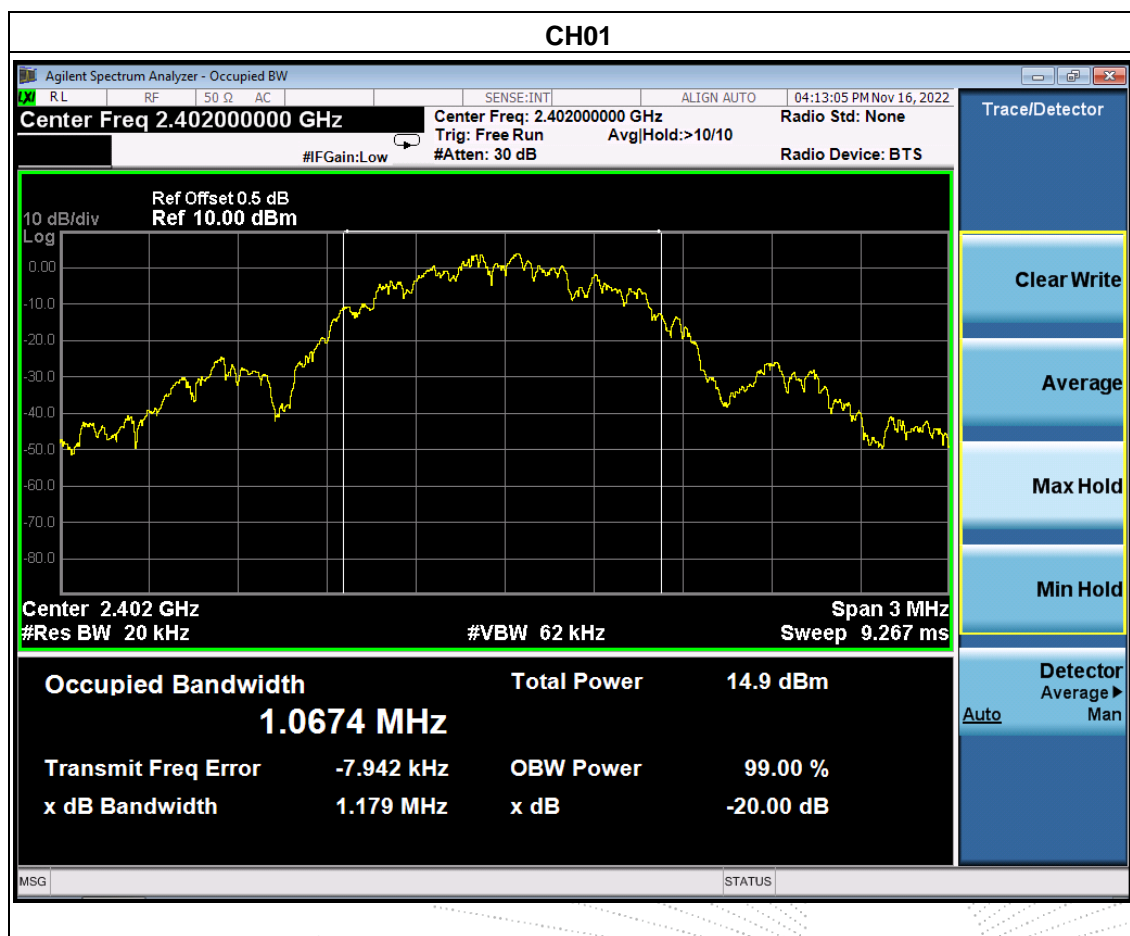 CH01
Agilent Spectrum Analyzer - Occupied BW
LXI RL RF 50 Ω AC SENSE:INT ALIGN AUTO 04:13:05 PM Nov 16, 2022
Center Freq 2.402000000 GHz
Center Freq: 2.402000000 GHz
Radio Std: None
Trig: Free Run
Avg|Hold:>10/10
#IFGain:Low
#Atten: 30 dB
Radio Device: BTS
Ref Offset 0.5 dB
10 dB/div
Ref 10.00 dBm
Log
0.00
-10.0
-20.0
-30.0
-40.0
-50.0
-60.0
-70.0
-80.0
Center 2.402 GHz
Span 3 MHz
#Res BW 20 kHz
#VBW 62 kHz
Sweep 9.267 ms
Occupied Bandwidth
Total Power 14.9 dBm
1.0674 MHz
Transmit Freq Error -7.942 kHz
OBW Power 99.00 %
x dB Bandwidth 1.179 MHz
x dB -20.00 dB
MSG
STATUS
Trace/Detector
Clear Write
Average
Max Hold
Min Hold
Detector
Average▶
Auto Man